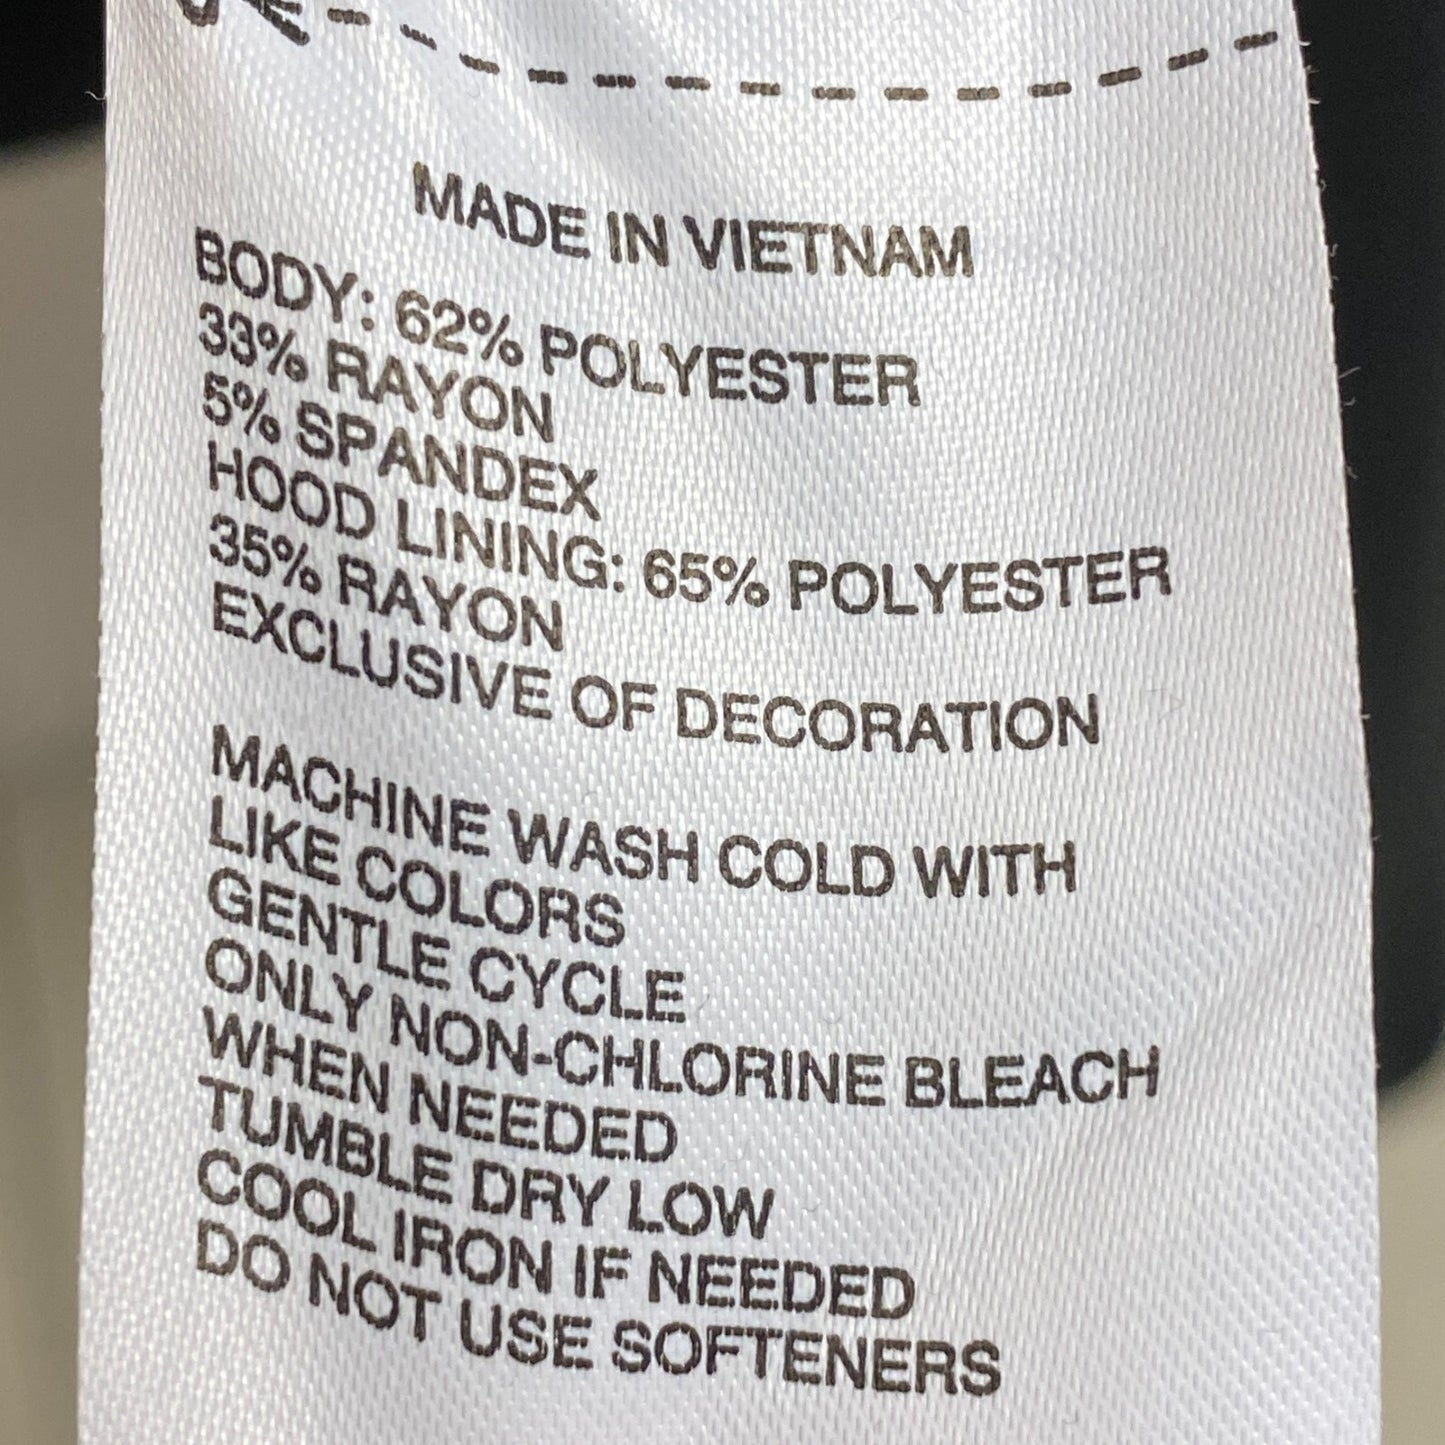 MADE IN VIETNAM
BODY: 62% POLYESTER
33% RAYON
5% SPANDEX
HOOD LINING: 65% POLYESTER
35% RAYON
EXCLUSIVE OF DECORATION
MACHINE WASH COLD WITH
LIKE COLORS
GENTLE CYCLE
ONLY NON-CHLORINE BLEACH
WHEN NEEDED
TUMBLE DRY LOW
COOL IRON IF NEEDED
DO NOT USE SOFTENERS